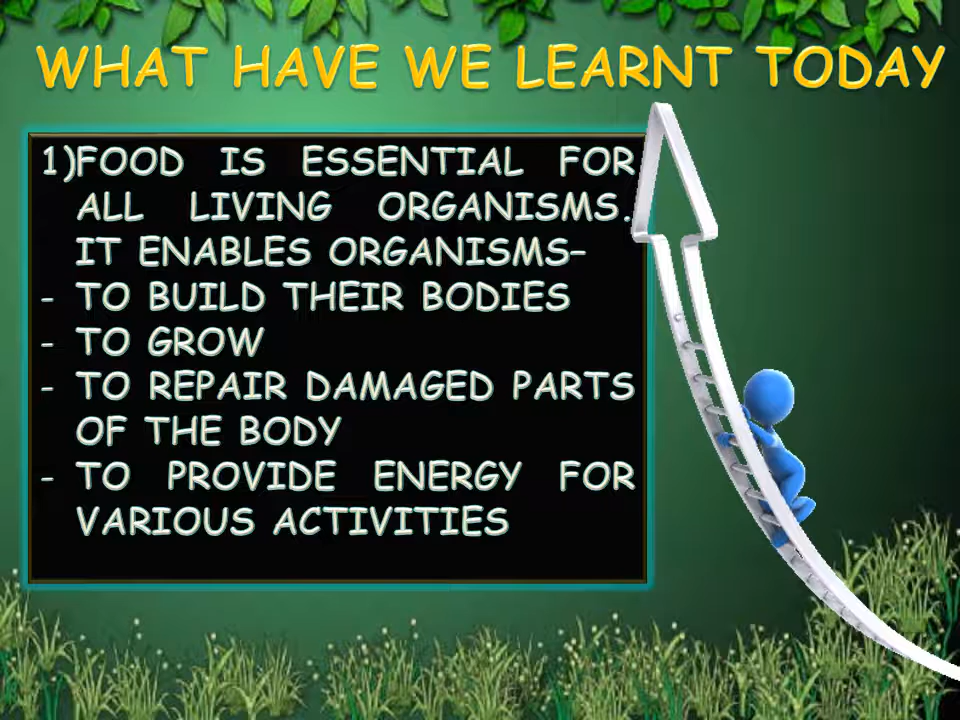 WHAT HAVE WE LEARNT TODAY
1)FOOD IS ESSENTIAL FOR
ALL LIVING ORGANISMS.
IT ENABLES ORGANISMS–
- TO BUILD THEIR BODIES
- TO GROW
- TO REPAIR DAMAGED PARTS
OF THE BODY
- TO PROVIDE ENERGY FOR
VARIOUS ACTIVITIES